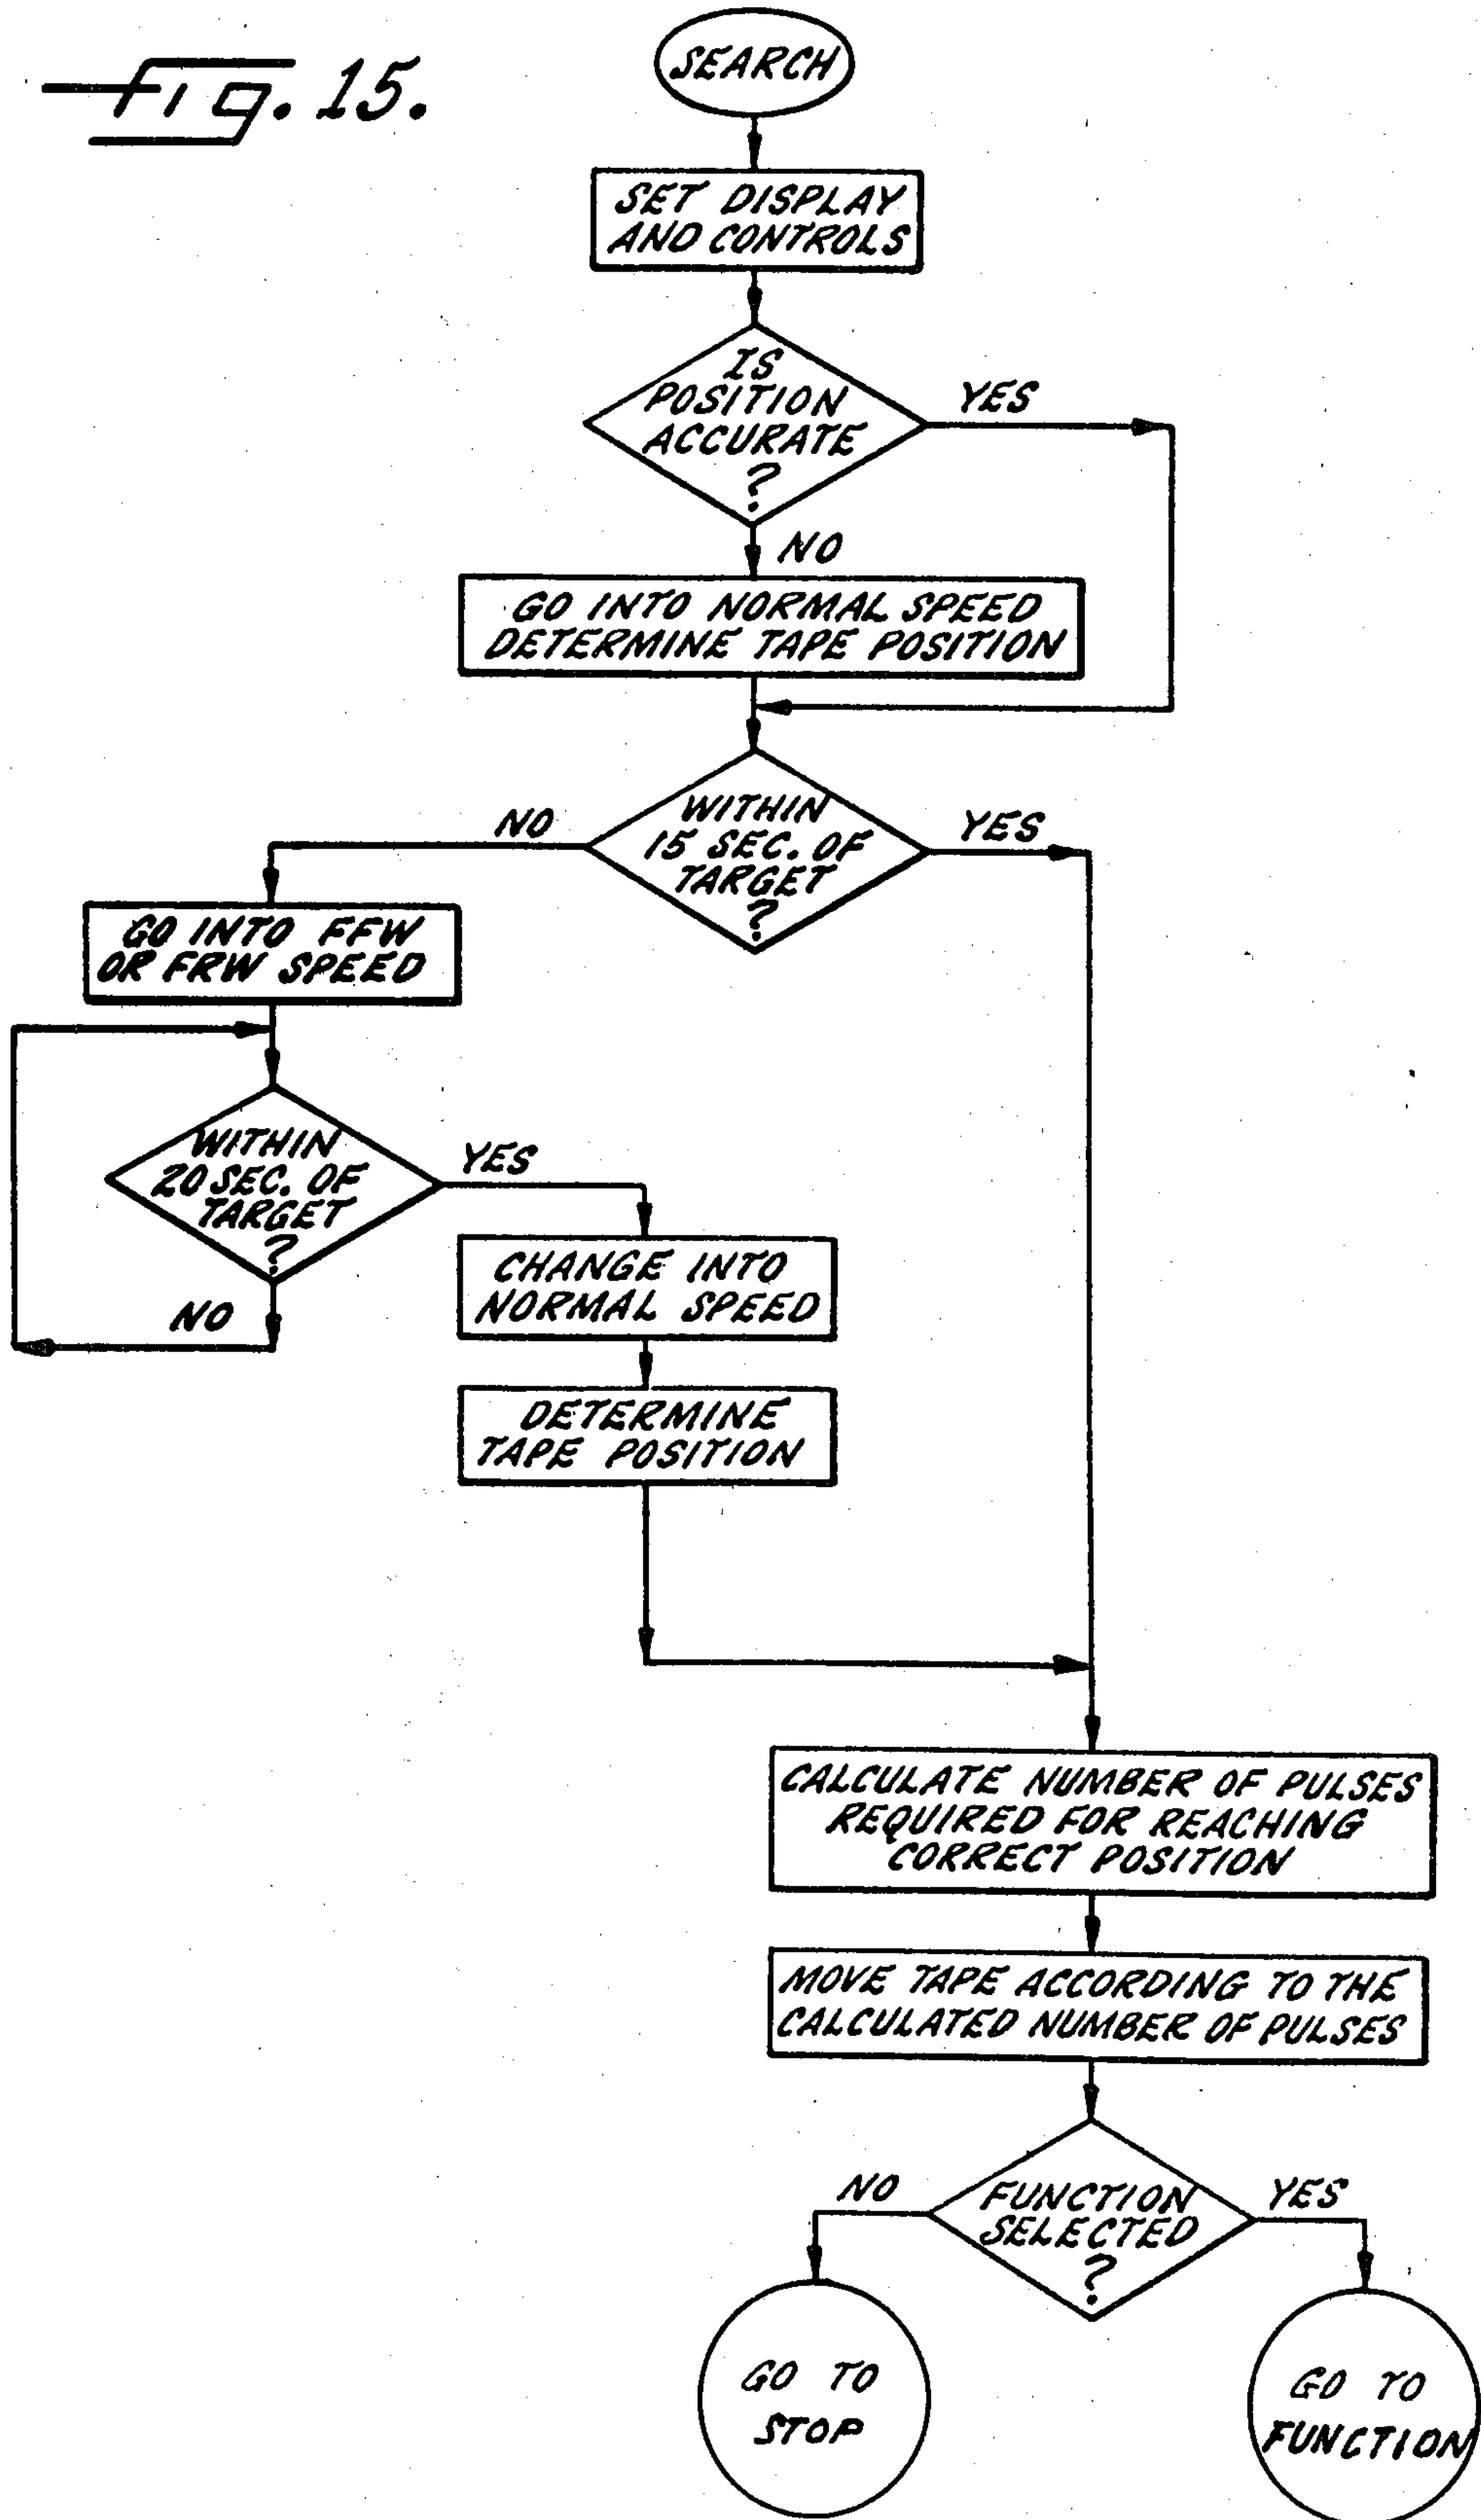 Fig. 15.
SEARCH
SET DISPLAY
AND CONTROLS
IS
POSITION
ACCURATE
?
YES
NO
GO INTO NORMAL SPEED
DETERMINE TAPE POSITION
NO
WITHIN
15 SEC. OF
TARGET
?
YES
GO INTO FFW
OR FRW SPEED
WITHIN
20 SEC. OF
TARGET
?
YES
NO
CHANGE INTO
NORMAL SPEED
DETERMINE
TAPE POSITION
CALCULATE NUMBER OF PULSES
REQUIRED FOR REACHING
CORRECT POSITION
MOVE TAPE ACCORDING TO THE
CALCULATED NUMBER OF PULSES
NO
FUNCTION
SELECTED
?
YES
GO TO
STOP
GO TO
FUNCTION